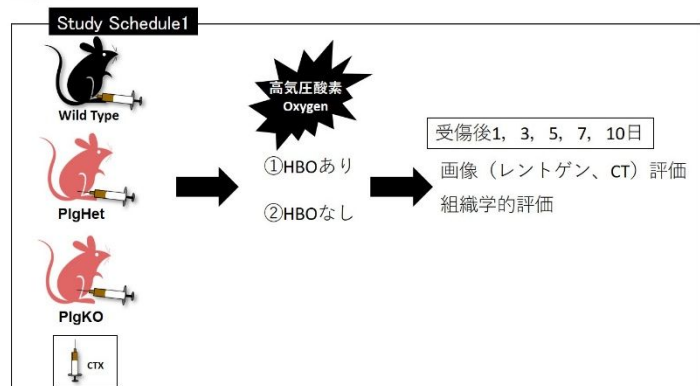 Study Schedule1
Wild Type
PlgHet
PlgKO
CTX
高気圧酸素
Oxygen
①HBOあり
②HBOなし
受傷後1，3，5，7，10日
画像（レントゲン、CT）評価
組織学的評価